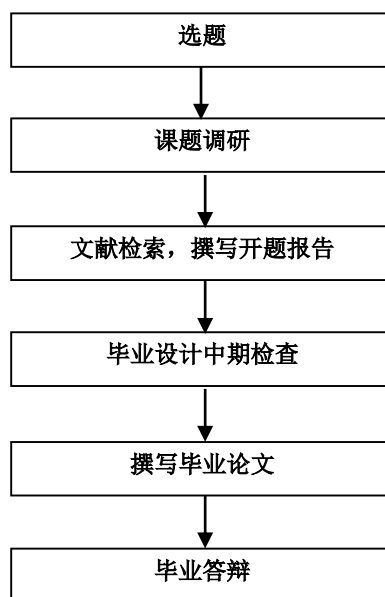 选题
课题调研
文献检索，撰写开题报告
毕业设计中期检查
撰写毕业论文
毕业答辩